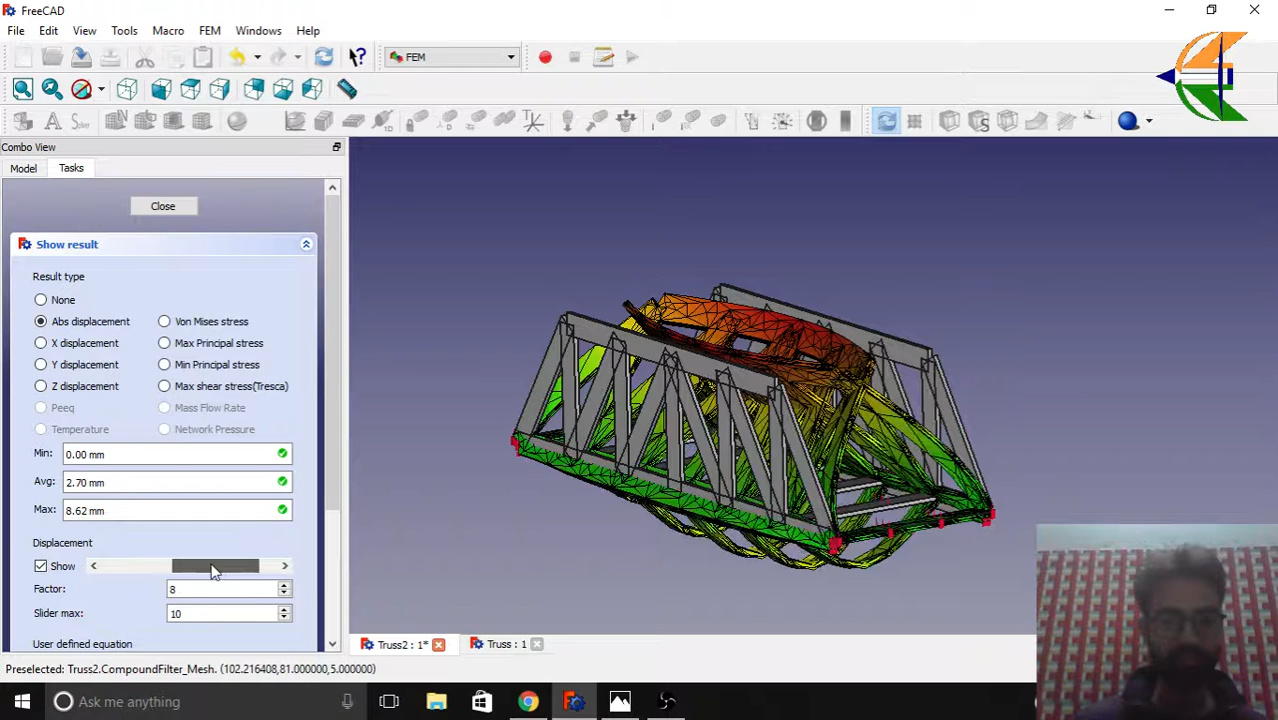 FreeCAD
File Edit View Tools Macro FEM Windows Help
FEM
Combo View
Model Tasks
Close
Show result
Result type
None
Abs displacement Von Mises stress
X displacement Max Principal stress
Y displacement Min Principal stress
Z displacement Max shear stress(Tresca)
Peeq Mass Flow Rate
Temperature Network Pressure
Min: 0.00 mm
Avg: 2.70 mm
Max: 8.62 mm
Displacement
Show
Factor: 8
Slider max: 10
User defined equation
Truss2 : 1* Truss : 1
Preselected: Truss2.CompoundFilter_Mesh. (102.216408,81.000000,5.000000)
Ask me anything